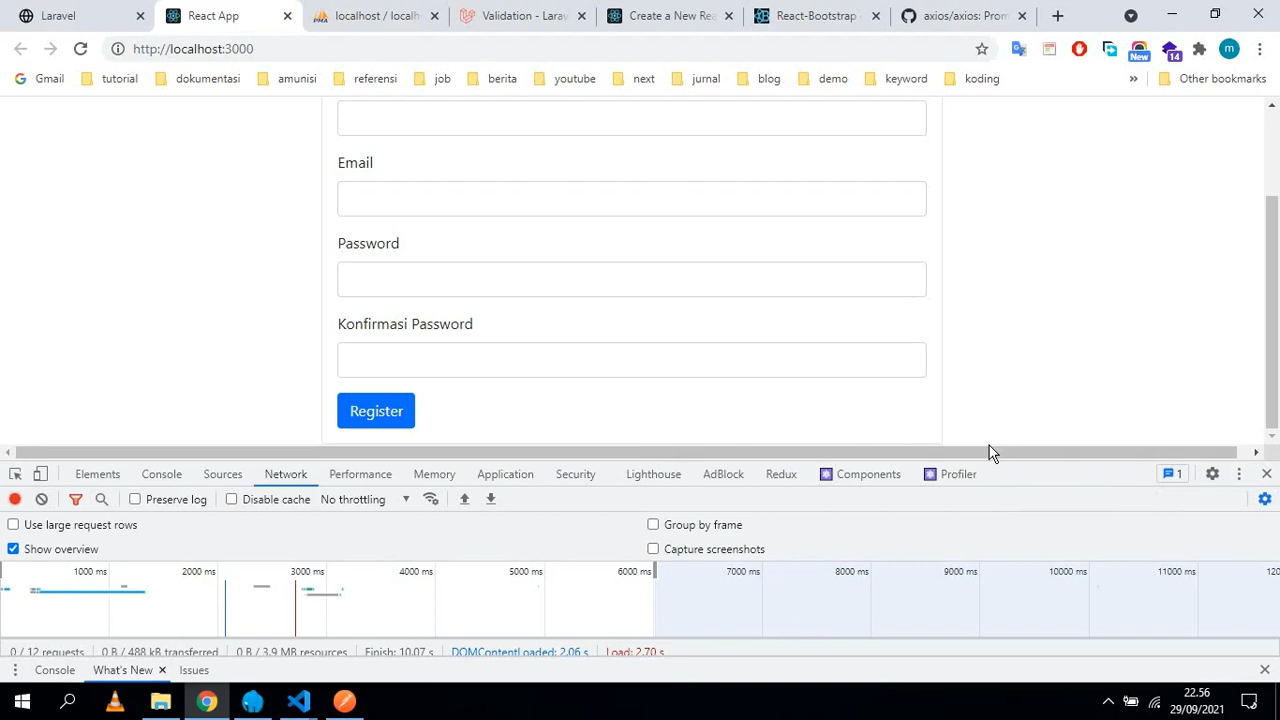 Laravel
React App
localhost / localh
Validation - Larav
Create a New Rea
React-Bootstrap
axios/axios: Prom
http://localhost:3000
New
14
m
Gmail
tutorial
dokumentasi
amunisi
referensi
job
berita
youtube
next
jurnal
blog
demo
keyword
koding
»
Other bookmarks
Email
Password
Konfirmasi Password
Register
Elements
Console
Sources
Network
Performance
Memory
Application
Security
Lighthouse
AdBlock
Redux
Components
Profiler
1
Preserve log
Disable cache
No throttling
Use large request rows
Group by frame
Show overview
Capture screenshots
1000 ms
2000 ms
3000 ms
4000 ms
5000 ms
6000 ms
7000 ms
8000 ms
9000 ms
10000 ms
11000 ms
120
0 / 12 requests
0 B / 488 kB transferred
0 B / 3.9 MB resources
Finish: 10.07 s
DOMContentLoaded: 2.06 s
Load: 2.70 s
Console
What's New
Issues
22.56
29/09/2021